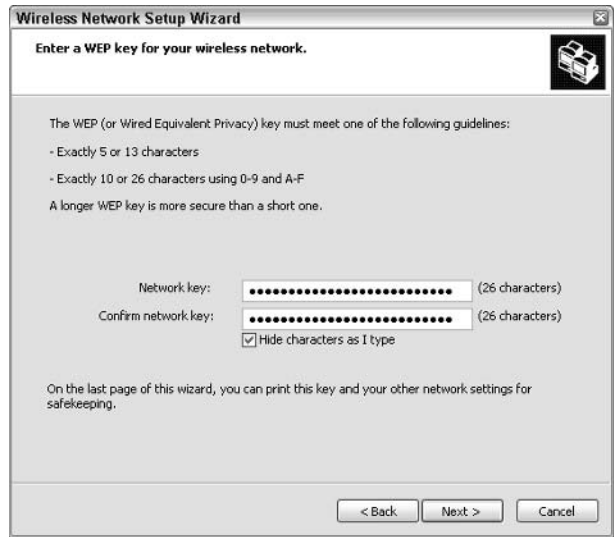 Wireless Network Setup Wizard
Enter a WEP key for your wireless network.
The WEP (or Wired Equivalent Privacy) key must meet one of the following guidelines:
- Exactly 5 or 13 characters
- Exactly 10 or 26 characters using 0-9 and A-F
A longer WEP key is more secure than a short one.
Network key: •••••••••••••••••••••••••• (26 characters)
Confirm network key: •••••••••••••••••••••••••• (26 characters)
Hide characters as I type
On the last page of this wizard, you can print this key and your other network settings for
safekeeping.
< Back Next > Cancel